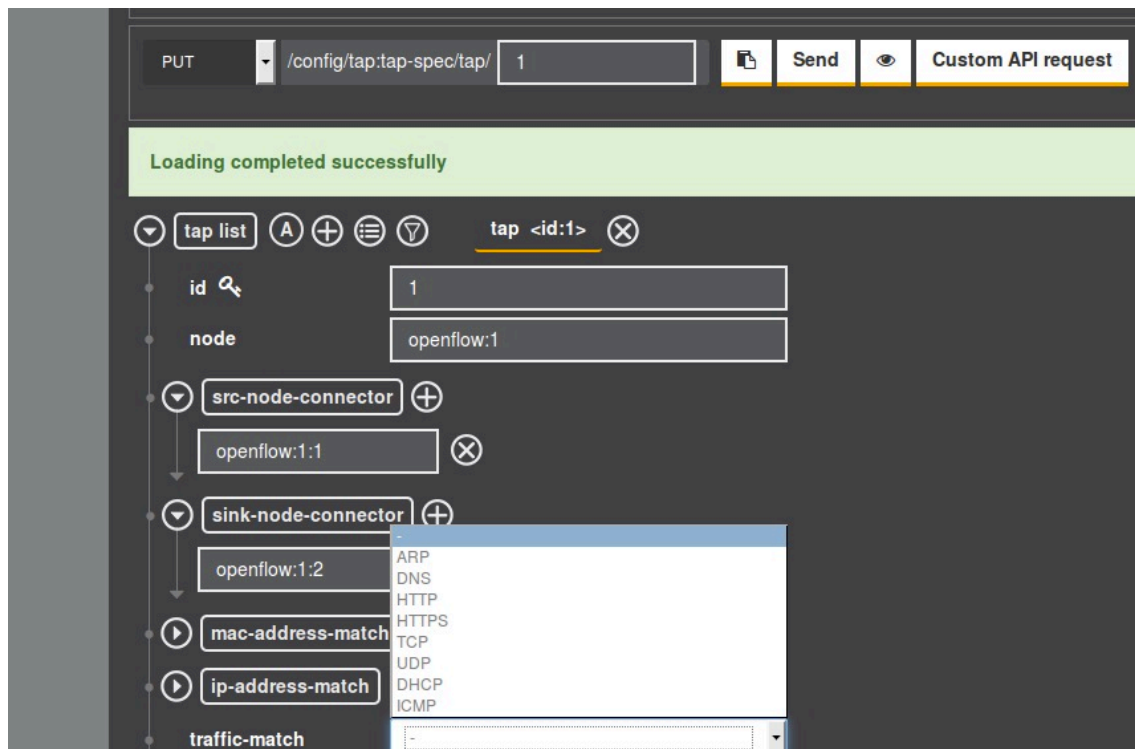 PUT /config/tap:tap-spec/tap/ 1 Send Custom API request
Loading completed successfully
tap list A tap <id:1>
id 1
node openflow:1
src-node-connector
openflow:1:1
sink-node-connector
-
ARP
openflow:1:2
DNS
HTTP
HTTPS
mac-address-match
TCP
UDP
ip-address-match
DHCP
ICMP
traffic-match -